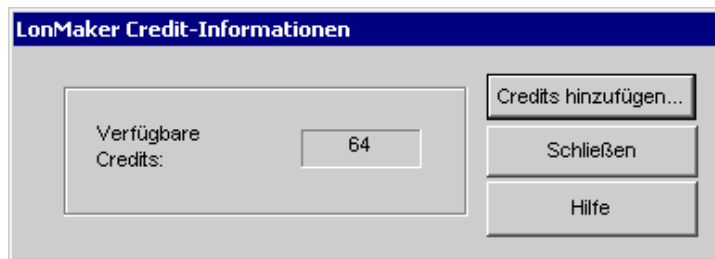 LonMaker Credit-Informationen
Credits hinzufügen...
Verfügbare
Credits:
64
Schließen
Hilfe